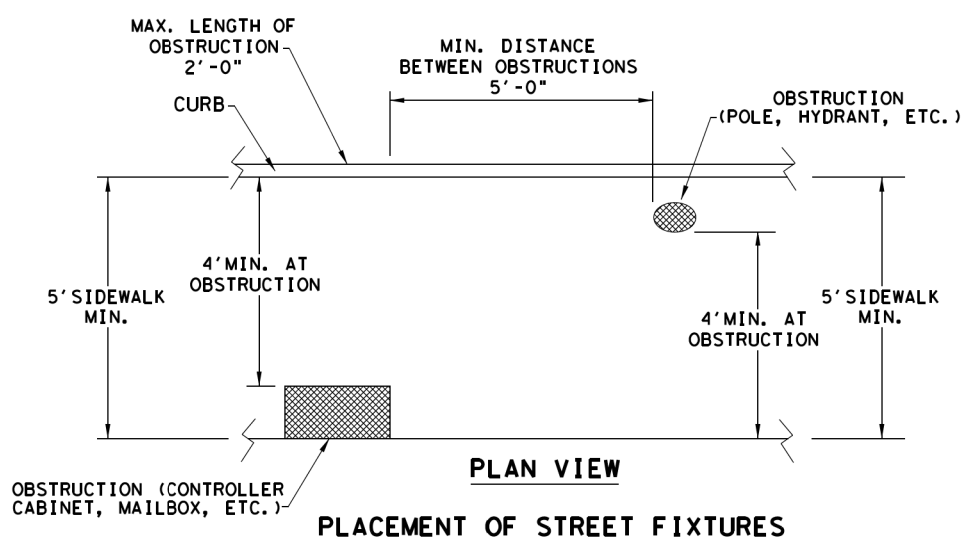 MAX. LENGTH OF
OBSTRUCTION
2'-0"
CURB
MIN. DISTANCE
BETWEEN OBSTRUCTIONS
5'-0"
OBSTRUCTION
(POLE, HYDRANT, ETC.)
5' SIDEWALK
MIN.
4' MIN. AT
OBSTRUCTION
4' MIN. AT
OBSTRUCTION
5' SIDEWALK
MIN.
OBSTRUCTION (CONTROLLER
CABINET, MAILBOX, ETC.)
PLAN VIEW
PLACEMENT OF STREET FIXTURES